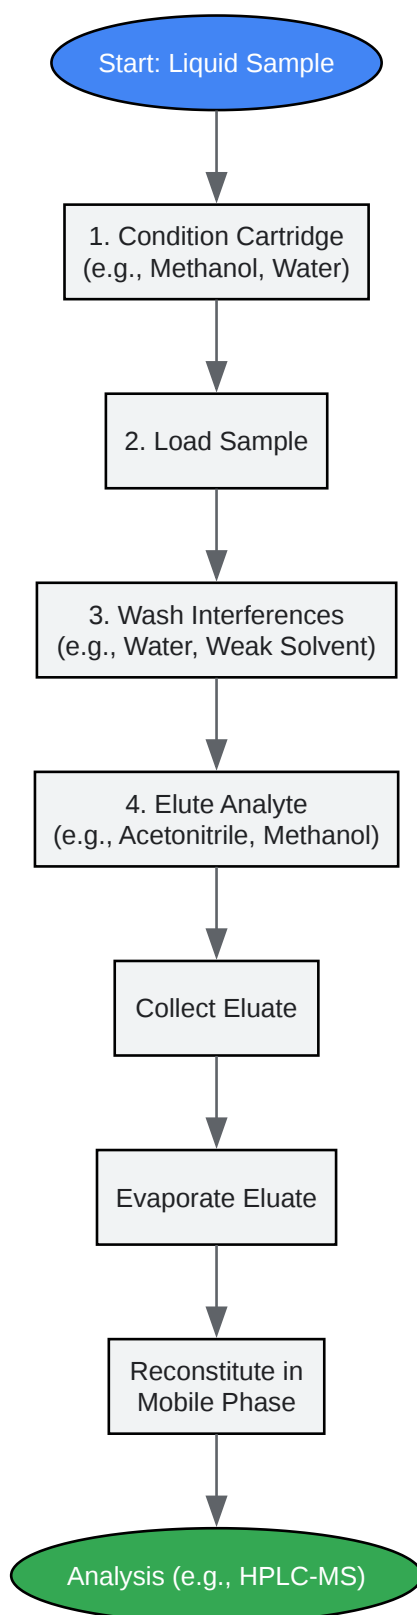 Start: Liquid Sample
1. Condition Cartridge
(e.g., Methanol, Water)
2. Load Sample
3. Wash Interferences
(e.g., Water, Weak Solvent)
4. Elute Analyte
(e.g., Acetonitrile, Methanol)
Collect Eluate
Evaporate Eluate
Reconstitute in
Mobile Phase
Analysis (e.g., HPLC-MS)